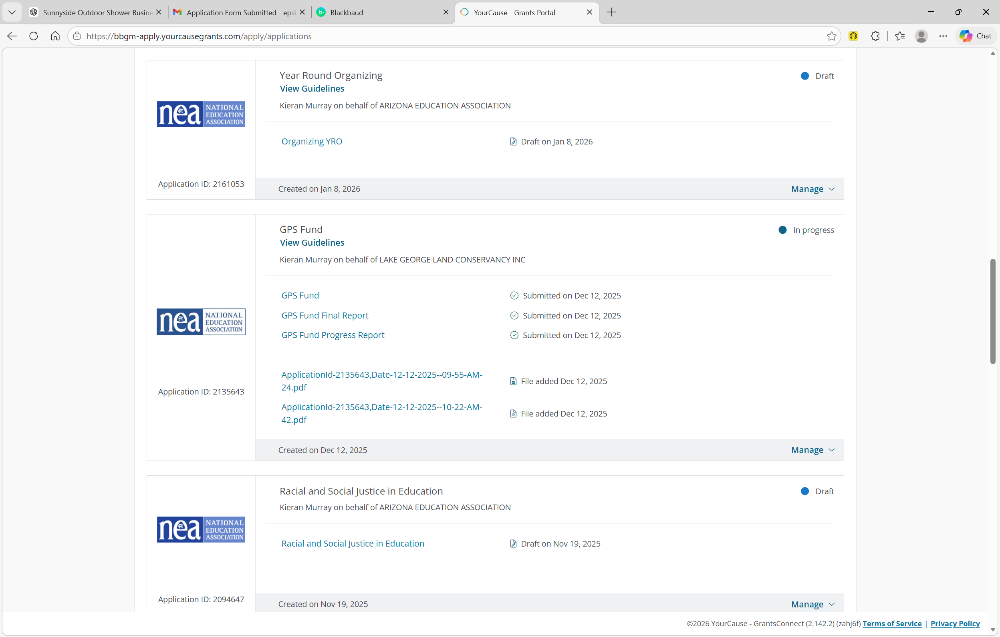 Sunnyside Outdoor Shower Busine
Application Form Submitted - epst
Blackbaud
YourCause - Grants Portal
https://bbgm-apply.yourcausegrants.com/apply/applications
Chat
Year Round Organizing
Draft
View Guidelines
Kieran Murray on behalf of ARIZONA EDUCATION ASSOCIATION
nea NATIONAL
EDUCATION
ASSOCIATION
Organizing YRO
Draft on Jan 8, 2026
Application ID: 2161053
Created on Jan 8, 2026
Manage
GPS Fund
In progress
View Guidelines
Kieran Murray on behalf of LAKE GEORGE LAND CONSERVANCY INC
GPS Fund
Submitted on Dec 12, 2025
GPS Fund Final Report
Submitted on Dec 12, 2025
GPS Fund Progress Report
Submitted on Dec 12, 2025
nea NATIONAL
EDUCATION
ASSOCIATION
ApplicationId-2135643,Date-12-12-2025--09-55-AM-
24.pdf
File added Dec 12, 2025
Application ID: 2135643
ApplicationId-2135643,Date-12-12-2025--10-22-AM-
42.pdf
File added Dec 12, 2025
Created on Dec 12, 2025
Manage
Racial and Social Justice in Education
Draft
Kieran Murray on behalf of ARIZONA EDUCATION ASSOCIATION
nea NATIONAL
EDUCATION
ASSOCIATION
Racial and Social Justice in Education
Draft on Nov 19, 2025
Application ID: 2094647
Created on Nov 19, 2025
Manage
©2026 YourCause - GrantsConnect (2.142.2) (zahj6f) Terms of Service | Privacy Policy